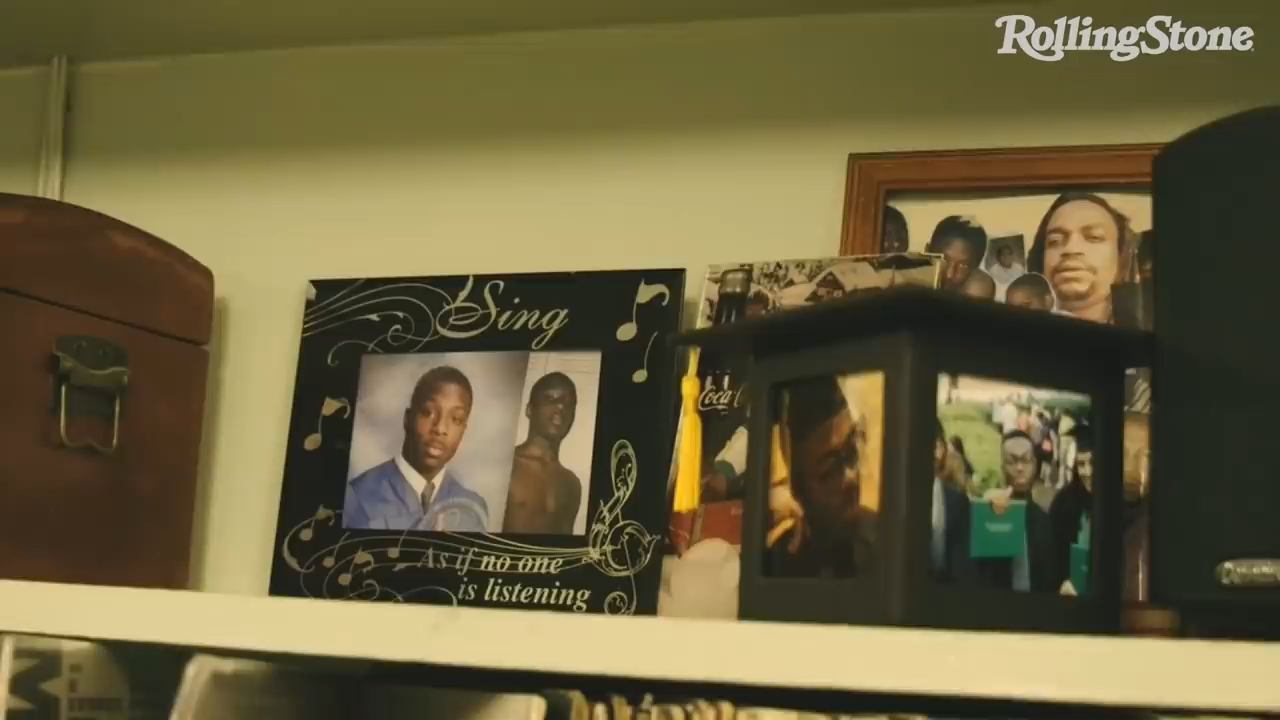 RollingStone
Sing
Coca-C
As if no one
is listening